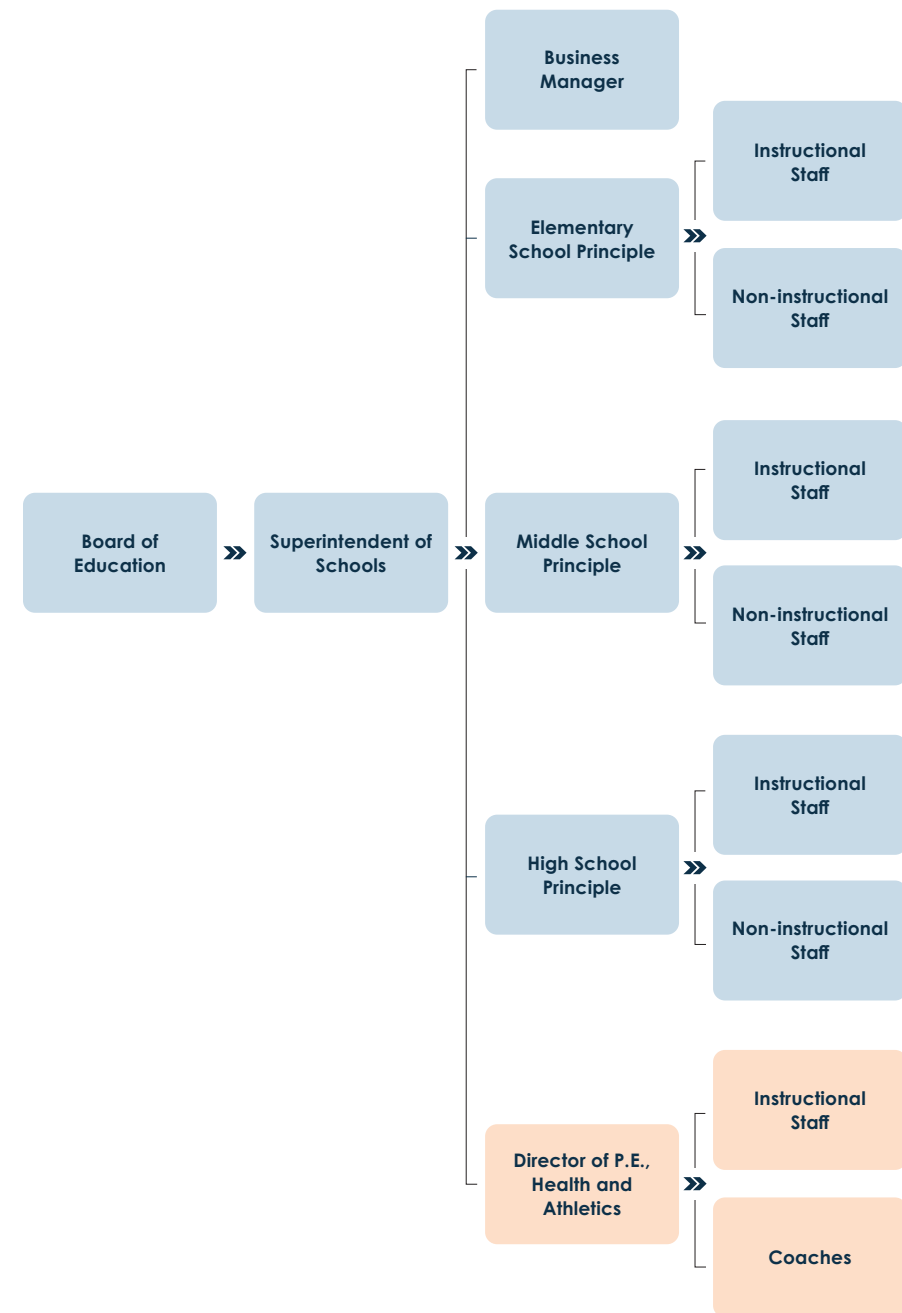 Business
Manager
Instructional
Staff
Elementary
School Principle
Non-instructional
Staff
Instructional
Staff
Board of
Education
Superintendent of
Schools
Middle School
Principle
Non-instructional
Staff
Instructional
Staff
High School
Principle
Non-instructional
Staff
Instructional
Staff
Director of P.E.,
Health and
Athletics
Coaches